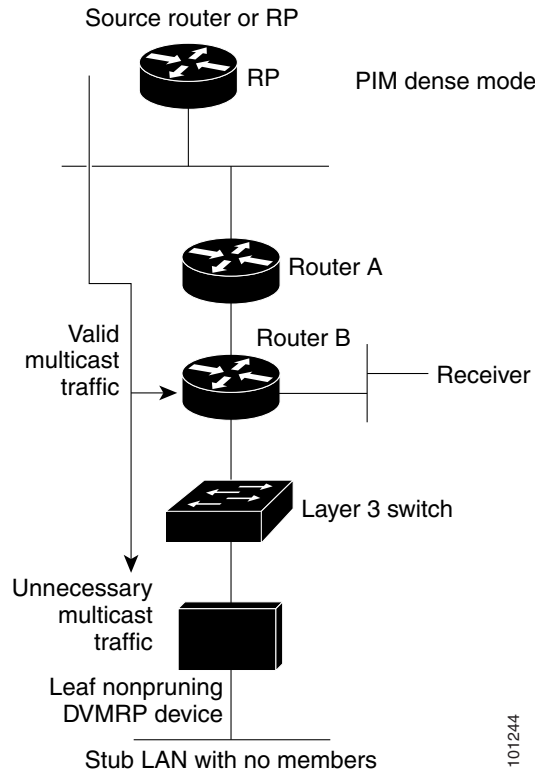 Source router or RP
RP
PIM dense mode
Router A
Router B
Valid
multicast
traffic
Receiver
Layer 3 switch
Unnecessary
multicast
traffic
Leaf nonpruning
DVMRP device
Stub LAN with no members
101244